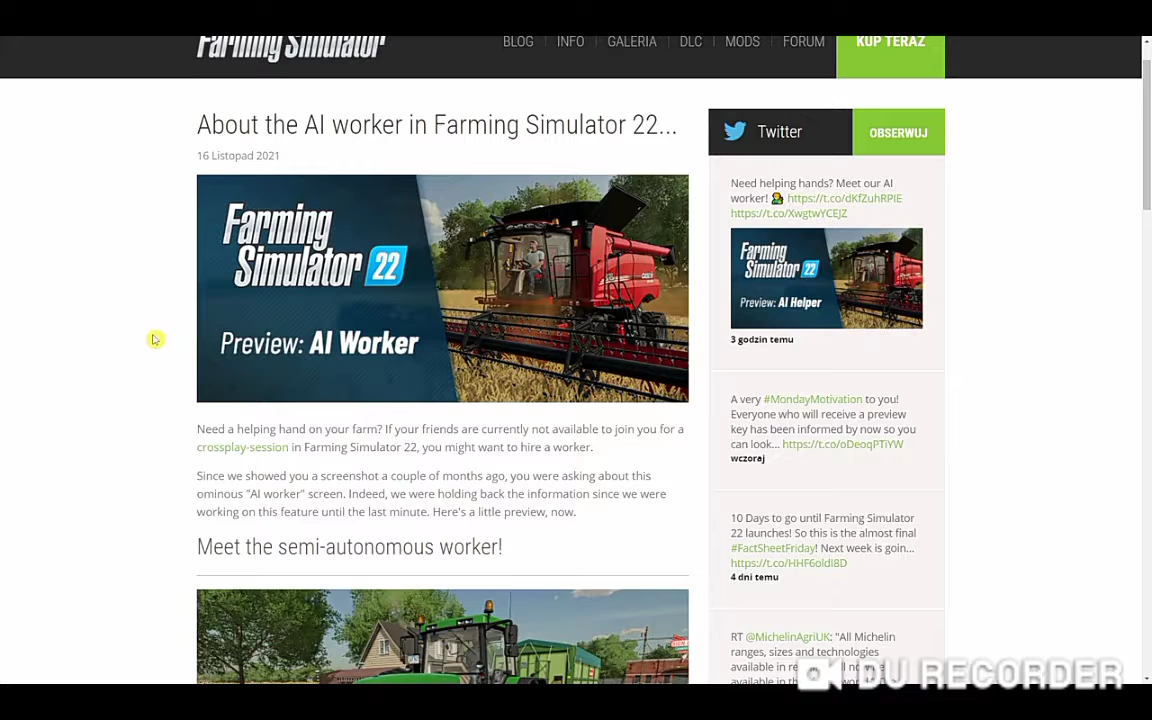 Farming Simulator
BLOG
INFO
GALERIA
DLC
MODS
FORUM
KUP TERAZ
About the AI worker in Farming Simulator 22...
16 Listopad 2021
Farming
Simulator 22
Preview: AI Worker
Need a helping hand on your farm? If your friends are currently not available to join you for a
crossplay-session in Farming Simulator 22, you might want to hire a worker.
Since we showed you a screenshot a couple of months ago, you were asking about this
ominous "AI worker" screen. Indeed, we were holding back the information since we were
working on this feature until the last minute. Here's a little preview, now.
Meet the semi-autonomous worker!
Twitter
OBSERWUJ
Need helping hands? Meet our AI
worker! https://t.co/dKfZuhRPIE
https://t.co/XwgtwYCEJZ
Farming
Simulator 22
Preview: AI Helper
3 godzin temu
A very #MondayMotivation to you!
Everyone who will receive a preview
key has been informed by now so you
can look... https://t.co/oDeoqPTiYW
wczoraj
10 Days to go until Farming Simulator
22 launches! So this is the almost final
#FactSheetFriday! Next week is goin...
https://t.co/HHF6oldI8D
4 dni temu
RT @MichelinAgriUK: "All Michelin
ranges, sizes and technologies
available in
available in the
DU RECORDER